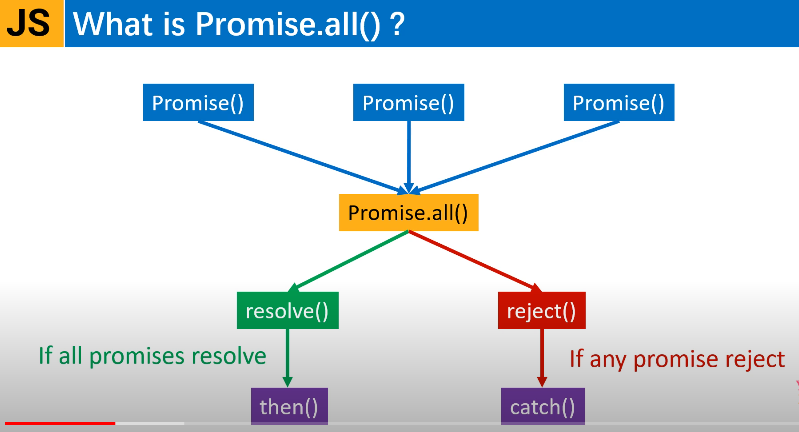 JS What is Promise.all() ?
Promise() Promise() Promise()
Promise.all()
resolve() reject()
If all promises resolve If any promise reject
then() catch()